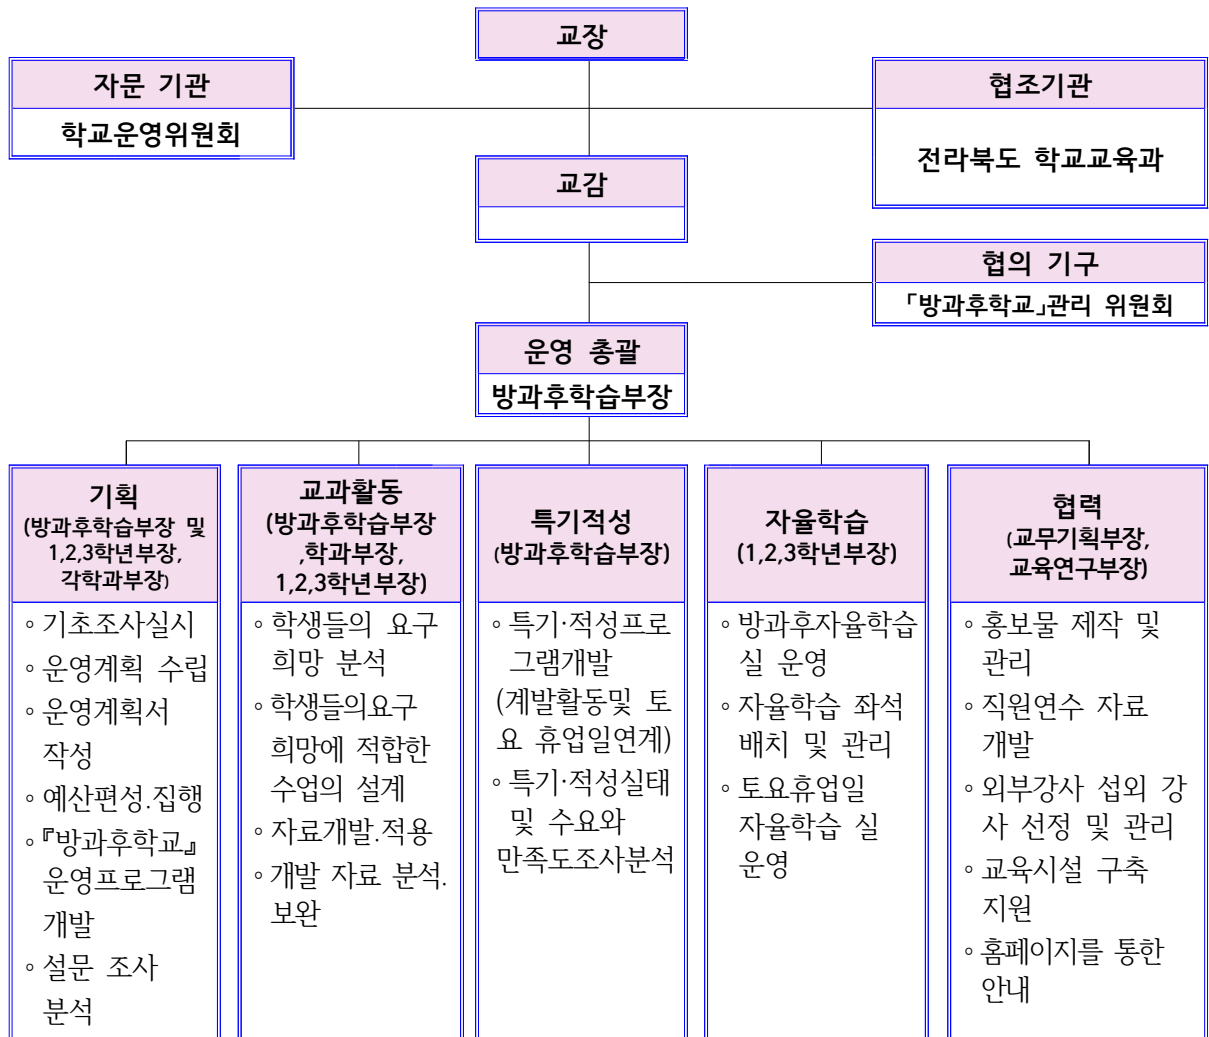 교장
자문 기관
학교운영위원회
협조기관
전라북도 학교교육과
교감
협의 기구
「방과후학교」관리 위원회
운영 총괄
방과후학습부장
기획
(방과후학습부장 및
1,2,3학년부장,
각학과부장)
◦기초조사실시
◦운영계획 수립
◦운영계획서
작성
◦예산편성.집행
◦『방과후학교』
운영프로그램
개발
◦설문 조사
분석
교과활동
(방과후학습부장
,학과부장,
1,2,3학년부장)
◦학생들의 요구
희망 분석
◦학생들의요구
희망에 적합한
수업의 설계
◦자료개발.적용
◦개발 자료 분석.
보완
특기적성
(방과후학습부장)
◦특기·적성프로
그램개발
(계발활동및 토
요 휴업일연계)
◦특기·적성실태
및 수요와
만족도조사분석
자율학습
(1,2,3학년부장)
◦방과후자율학습
실 운영
◦자율학습 좌석
배치 및 관리
◦토요휴업일
자율학습 실
운영
협력
(교무기획부장,
교육연구부장)
◦홍보물 제작 및
관리
◦직원연수 자료
개발
◦외부강사 섭외 강
사 선정 및 관리
◦교육시설 구축
지원
◦홈페이지를 통한
안내